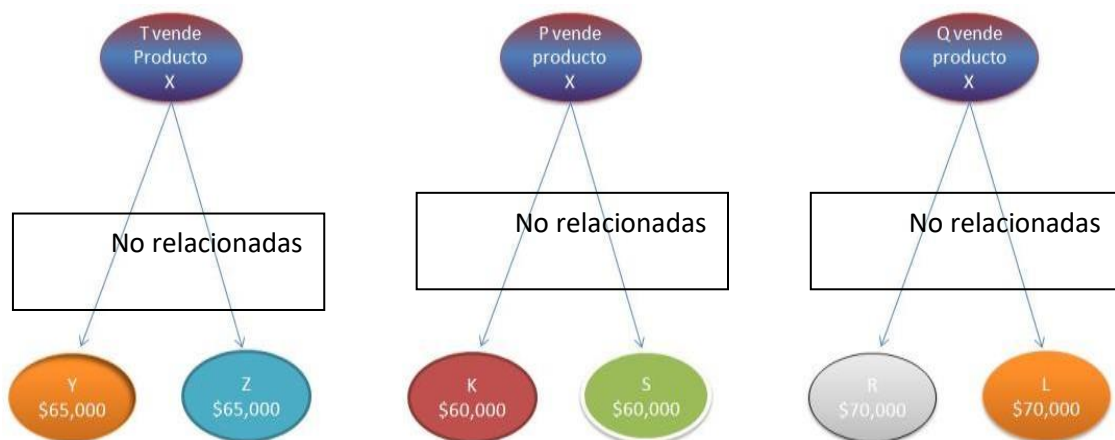 T vende
Producto
X
P vende
producto
X
Q vende
producto
X
No relacionadas
No relacionadas
No relacionadas
Y
$65,000
Z
$65,000
K
$60,000
S
$60,000
R
$70,000
L
$70,000